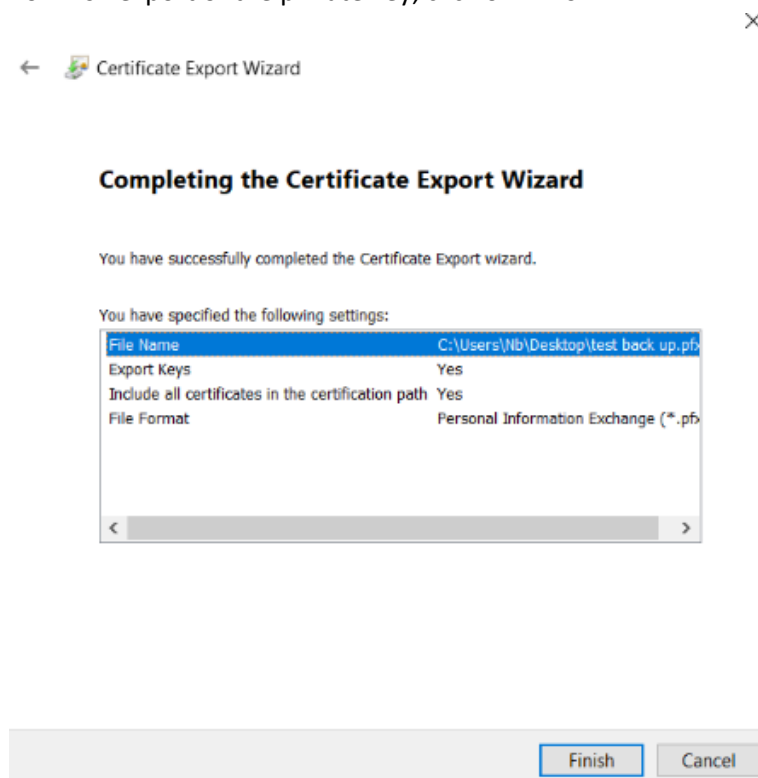 Certificate Export Wizard
Completing the Certificate Export Wizard
You have successfully completed the Certificate Export wizard.
You have specified the following settings:
File Name C:\Users\Nb\Desktop\test back up.pfx
Export Keys Yes
Include all certificates in the certification path Yes
File Format Personal Information Exchange (*.pfx
Finish Cancel